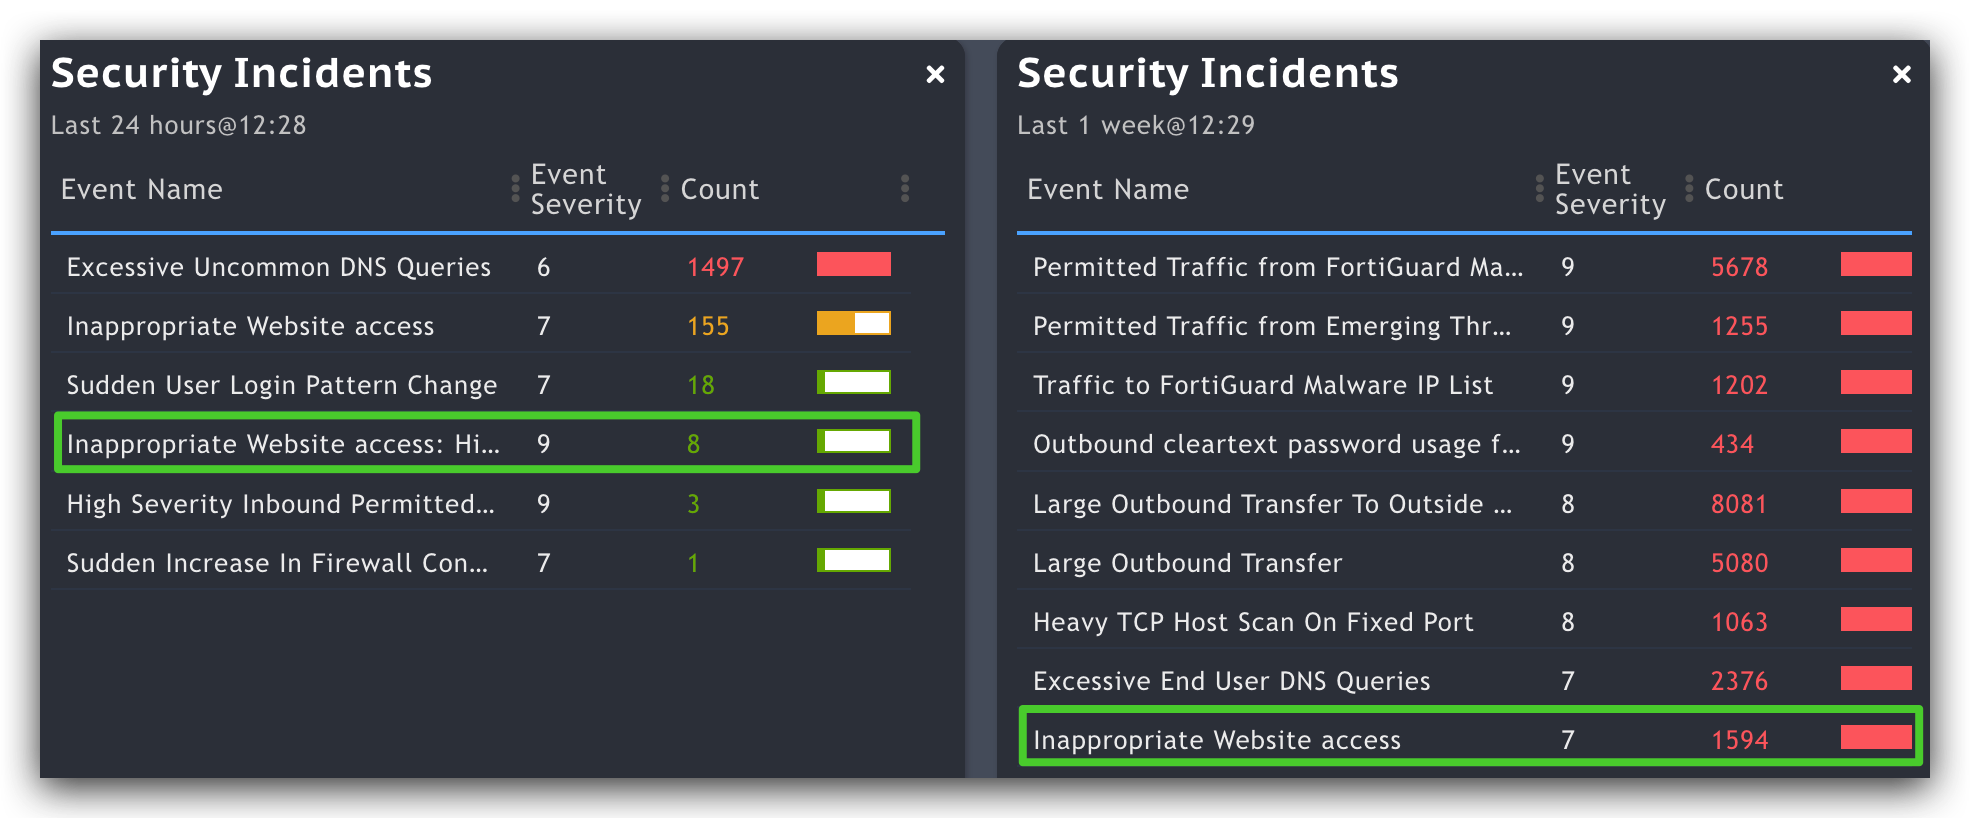 Security Incidents
Last 24 hours@12:28
Event Name Event Severity Count
Excessive Uncommon DNS Queries 6 1497
Inappropriate Website access 7 155
Sudden User Login Pattern Change 7 18
Inappropriate Website access: Hi... 9 8
High Severity Inbound Permitted... 9 3
Sudden Increase In Firewall Con... 7 1
Security Incidents
Last 1 week@12:29
Event Name Event Severity Count
Permitted Traffic from FortiGuard Ma... 9 5678
Permitted Traffic from Emerging Thr... 9 1255
Traffic to FortiGuard Malware IP List 9 1202
Outbound cleartext password usage f... 9 434
Large Outbound Transfer To Outside ... 8 8081
Large Outbound Transfer 8 5080
Heavy TCP Host Scan On Fixed Port 8 1063
Excessive End User DNS Queries 7 2376
Inappropriate Website access 7 1594